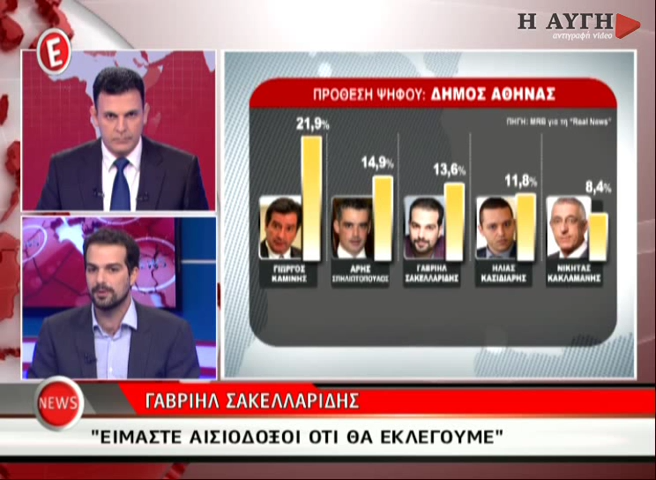 Η ΑΥΓΗ
αντιγραφή video
E
ΠΡΟΘΕΣΗ ΨΗΦΟΥ: ΔΗΜΟΣ ΑΘΗΝΑΣ
ΠΗΓΗ: MRB για τη "Real News"
21,9%
14,9%
13,6%
11,8%
8,4%
ΓΙΩΡΓΟΣ ΚΑΜΙΝΗΣ
ΑΡΗΣ ΣΠΗΛΙΩΤΟΠΟΥΛΟΣ
ΓΑΒΡΙΗΛ ΣΑΚΕΛΛΑΡΙΔΗΣ
ΗΛΙΑΣ ΚΑΣΙΔΙΑΡΗΣ
ΝΙΚΗΤΑΣ ΚΑΚΛΑΜΑΝΗΣ
NEWS
ΓΑΒΡΙΗΛ ΣΑΚΕΛΛΑΡΙΔΗΣ
"ΕΙΜΑΣΤΕ ΑΙΣΙΟΔΟΞΟΙ ΟΤΙ ΘΑ ΕΚΛΕΓΟΥΜΕ"